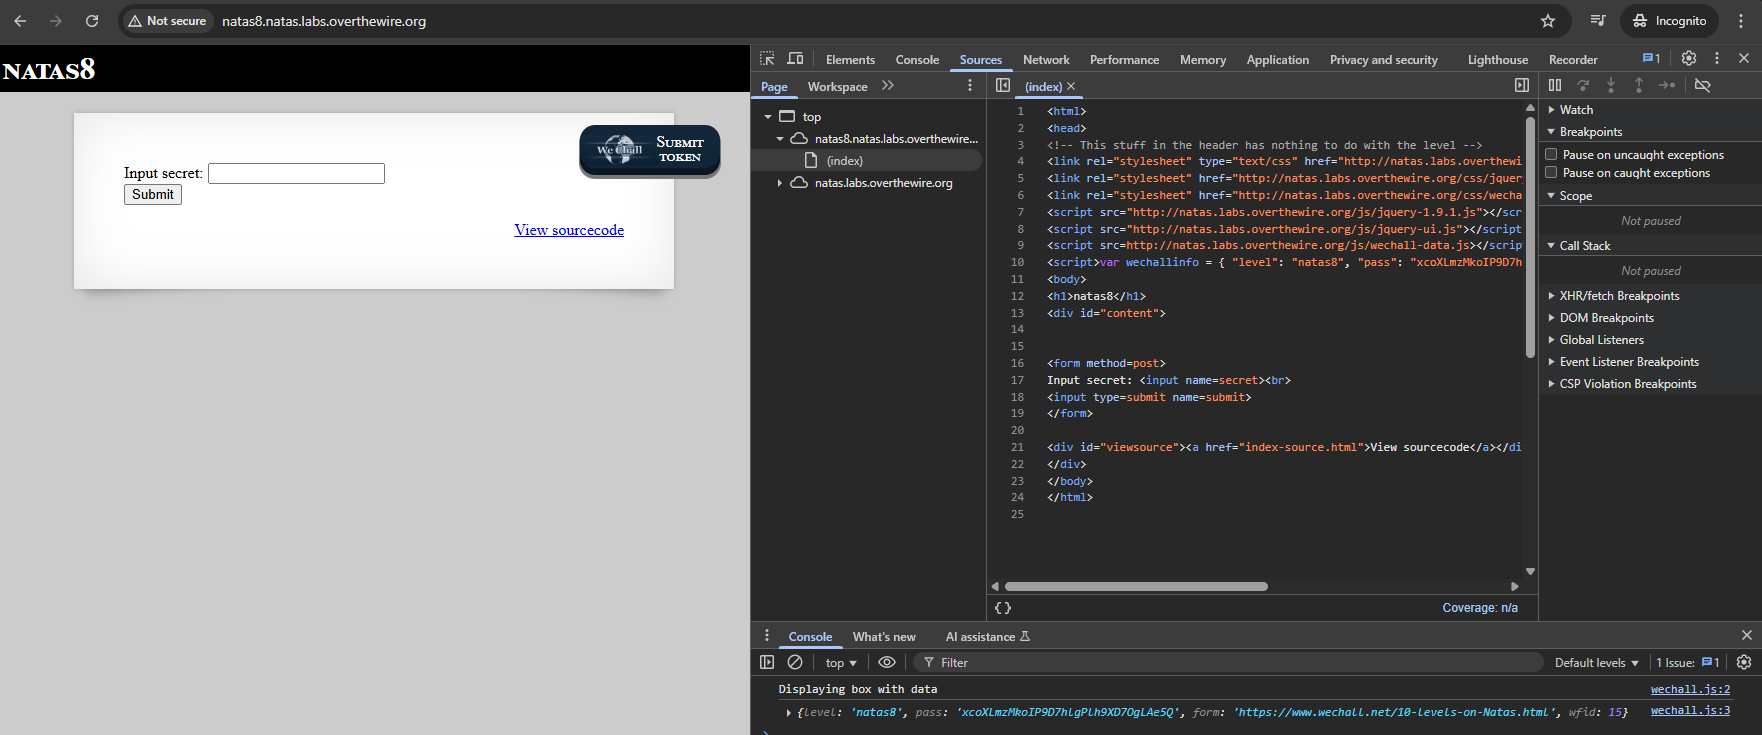 Not secure
natas8.natas.labs.overthewire.org
Incognito
NATAS8
We Chall
SUBMIT
TOKEN
Input secret:
Submit
View sourcecode
Elements Console Sources Network Performance Memory Application Privacy and security Lighthouse Recorder 1
Page Workspace
top
natas8.natas.labs.overthewire...
(index)
natas.labs.overthewire.org
(index)
1 <html>
2 <head>
3 <!-- This stuff in the header has nothing to do with the level -->
4 <link rel="stylesheet" type="text/css" href="http://natas.labs.overthewi
5 <link rel="stylesheet" href="http://natas.labs.overthewire.org/css/jquer
6 <link rel="stylesheet" href="http://natas.labs.overthewire.org/css/wecha
7 <script src="http://natas.labs.overthewire.org/js/jquery-1.9.1.js"></scr
8 <script src="http://natas.labs.overthewire.org/js/jquery-ui.js"></script
9 <script src=http://natas.labs.overthewire.org/js/wechall-data.js></scrip
10 <script>var wechallinfo = { "level": "natas8", "pass": "xcoXLmzMkoIP9D7h
11 <body>
12 <h1>natas8</h1>
13 <div id="content">
14
15
16 <form method=post>
17 Input secret: <input name=secret><br>
18 <input type=submit name=submit>
19 </form>
20
21 <div id="viewsource"><a href="index-source.html">View sourcecode</a></di
22 </div>
23 </body>
24 </html>
25
{}
Coverage: n/a
Watch
Breakpoints
Pause on uncaught exceptions
Pause on caught exceptions
Scope
Not paused
Call Stack
Not paused
XHR/fetch Breakpoints
DOM Breakpoints
Global Listeners
Event Listener Breakpoints
CSP Violation Breakpoints
Console What's new AI assistance
top Filter Default levels 1 Issue: 1
Displaying box with data wechall.js:2
{level: 'natas8', pass: 'xcoXLmzMkoIP9D7hlgPlh9XD7OgLAe5Q', form: 'https://www.wechall.net/10-levels-on-Natas.html', wfid: 15} wechall.js:3